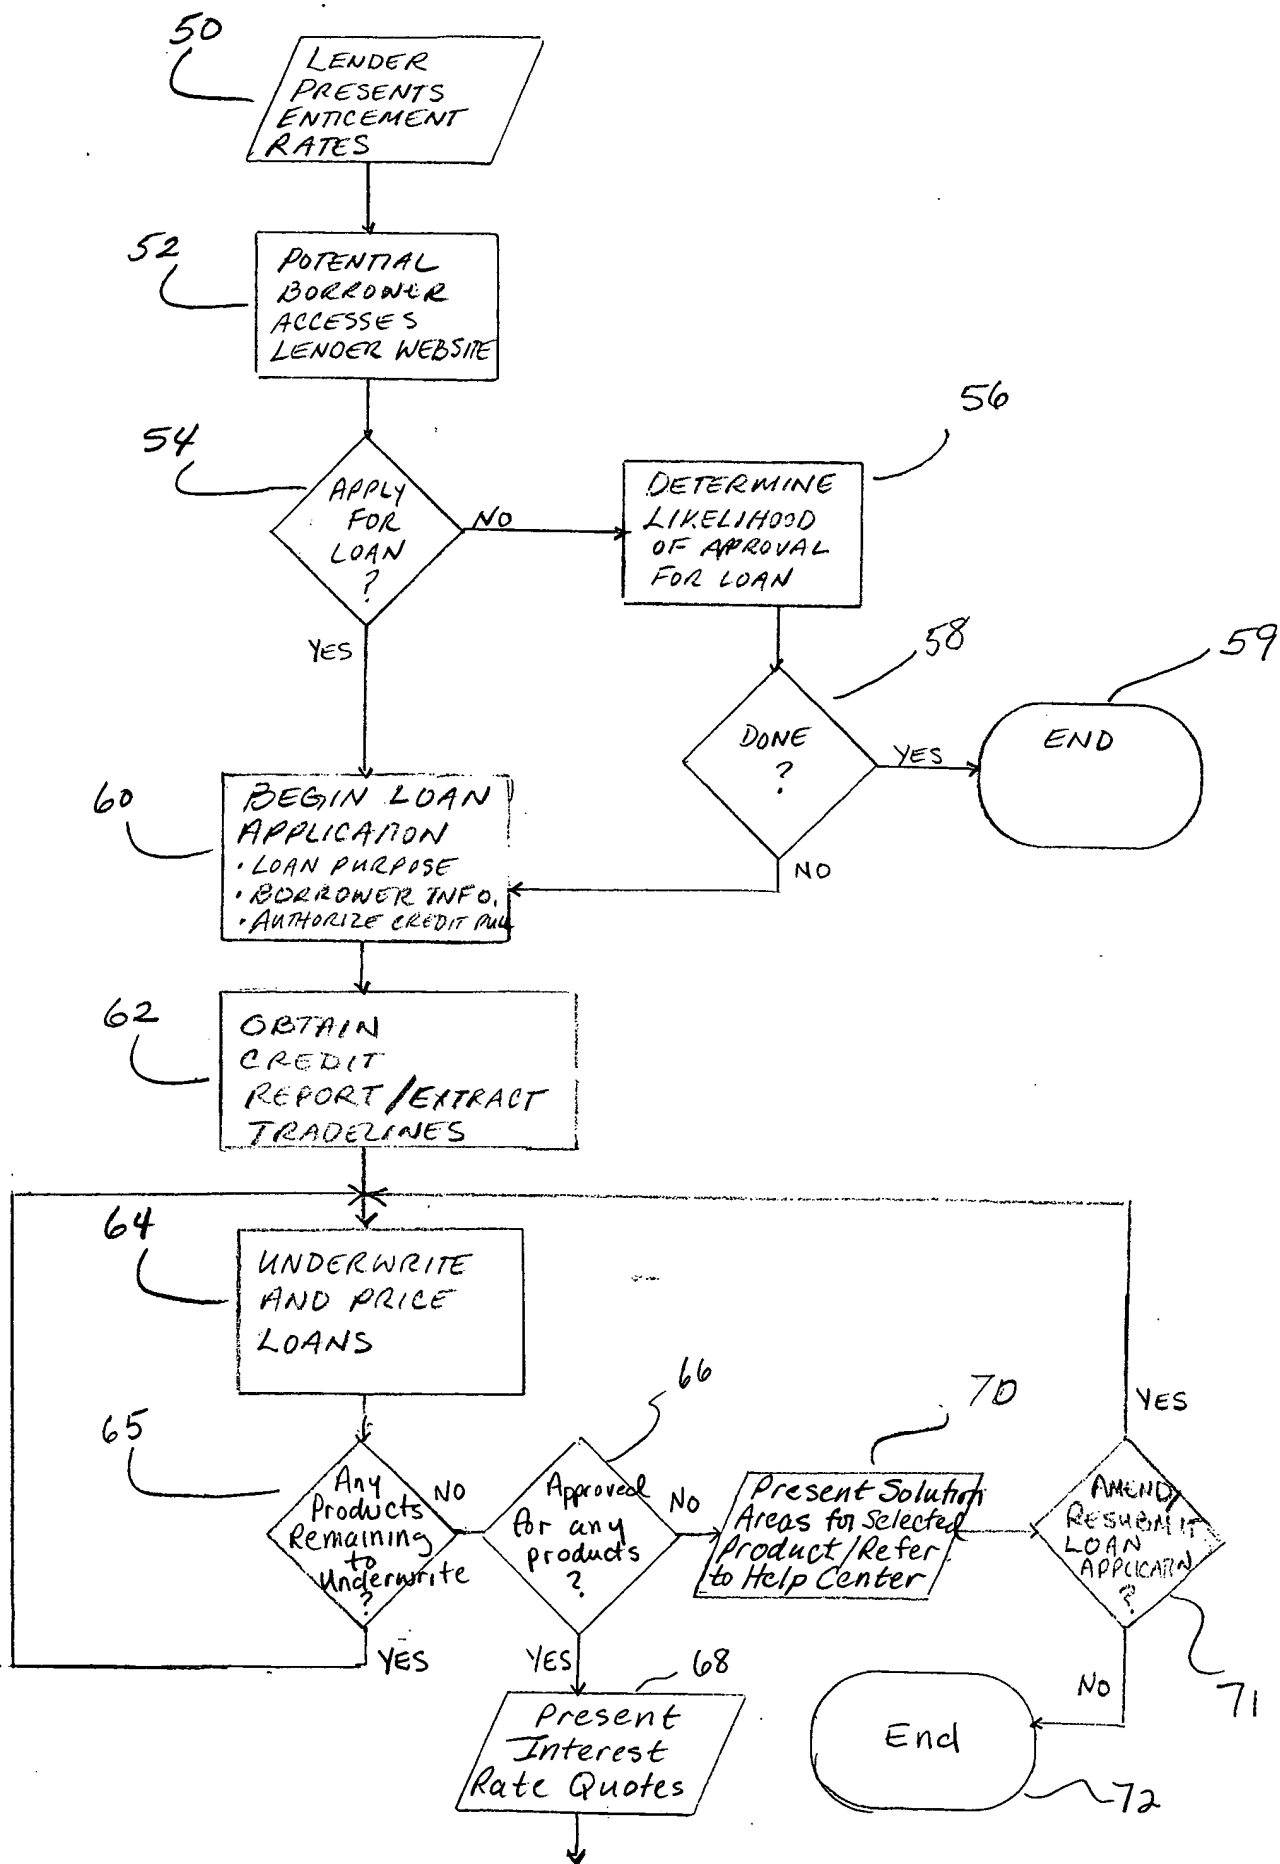 50
LENDER
PRESENTS
ENTICEMENT
RATES
52
POTENTIAL
BORROWER
ACCESSES
LENDER WEBSITE
54
APPLY
FOR
LOAN
?
NO
YES
56
DETERMINE
LIKELIHOOD
OF APROVAL
FOR LOAN
58
DONE
?
YES
NO
59
END
60
BEGIN LOAN
APPLICATION
• LOAN PURPOSE
• BORROWER INFO.
• AUTHORIZE CREDIT PULL
62
OBTAIN
CREDIT
REPORT/EXTRACT
TRADELINES
64
UNDERWRITE
AND PRICE
LOANS
65
Any
Products
Remaining
to
Underwrite
?
NO
YES
66
Approved
for any
products
?
NO
YES
68
Present
Interest
Rate Quotes
70
Present Solution
Areas for Selected
Product/Refer
to Help Center
YES
AMEND/
RESUBMIT
LOAN
APPLICATN
?
NO
71
End
72